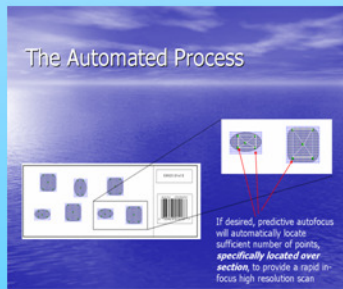 The Automated Process
If desired, predictive autofocus
will automatically locate
sufficient number of points,
specifically located over
section, to provide a rapid in-
focus high resolution scan